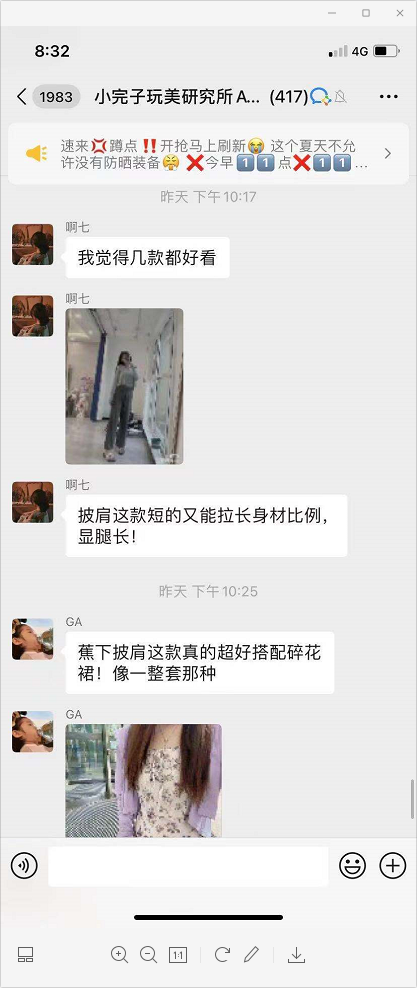 8:32
4G
1983
小完子玩美研究所A... (417)
速来💢蹲点‼️开抢马上刷新😭 这个夏天不允
许没有防晒装备😤 ❌今早1️⃣1️⃣点❌1️⃣1️⃣...
昨天 下午10:17
啊七
我觉得几款都好看
啊七
啊七
披肩这款短的又能拉长身材比例，
显腿长！
昨天 下午10:25
GA
蕉下披肩这款真的超好搭配碎花
裙！像一整套那种
GA
1:1